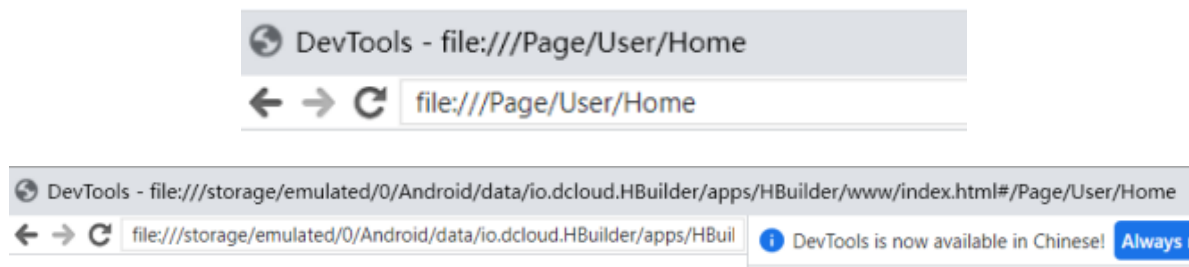 DevTools - file:///Page/User/Home
file:///Page/User/Home
DevTools - file:///storage/emulated/0/Android/data/io.dcloud.HBuilder/apps/HBuilder/www/index.html#/Page/User/Home
file:///storage/emulated/0/Android/data/io.dcloud.HBuilder/apps/HBuil DevTools is now available in Chinese! Always